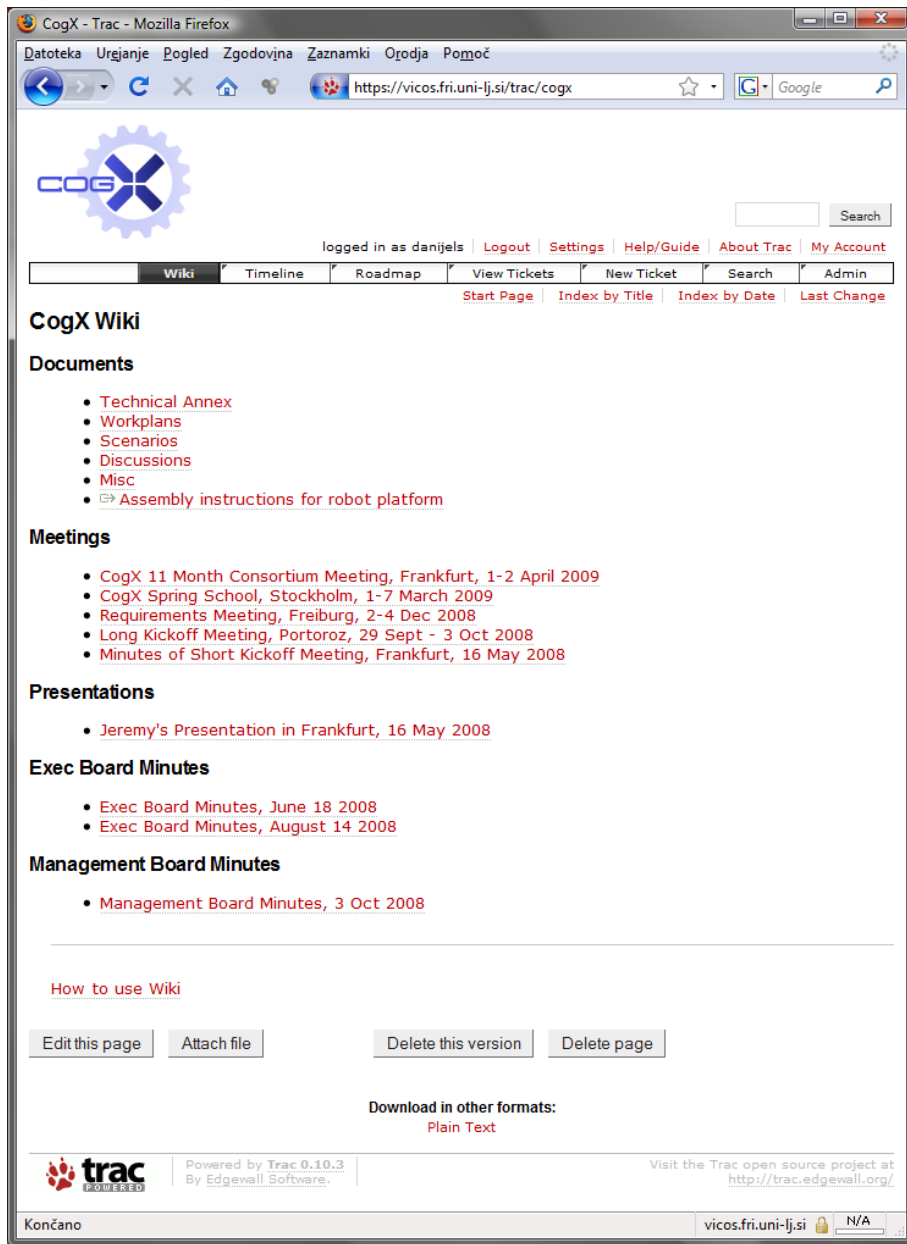 CogX - Trac - Mozilla Firefox
Datoteka Urejanje Pogled Zgodovina Zaznamki Orodja Pomoč
https://vicos.fri.uni-lj.si/trac/cogx G Google
COGX
Search
logged in as danijels Logout Settings Help/Guide About Trac My Account
Wiki Timeline Roadmap View Tickets New Ticket Search Admin
Start Page Index by Title Index by Date Last Change
CogX Wiki
Documents
• Technical Annex
• Workplans
• Scenarios
• Discussions
• Misc
• Assembly instructions for robot platform
Meetings
• CogX 11 Month Consortium Meeting, Frankfurt, 1-2 April 2009
• CogX Spring School, Stockholm, 1-7 March 2009
• Requirements Meeting, Freiburg, 2-4 Dec 2008
• Long Kickoff Meeting, Portoroz, 29 Sept - 3 Oct 2008
• Minutes of Short Kickoff Meeting, Frankfurt, 16 May 2008
Presentations
• Jeremy's Presentation in Frankfurt, 16 May 2008
Exec Board Minutes
• Exec Board Minutes, June 18 2008
• Exec Board Minutes, August 14 2008
Management Board Minutes
• Management Board Minutes, 3 Oct 2008
How to use Wiki
Edit this page Attach file Delete this version Delete page
Download in other formats:
Plain Text
trac POWERED
Powered by Trac 0.10.3
By Edgewall Software.
Visit the Trac open source project at
http://trac.edgewall.org/
Končano vicos.fri.uni-lj.si N/A